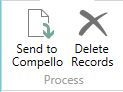 Send to Compello
Delete Records
Process